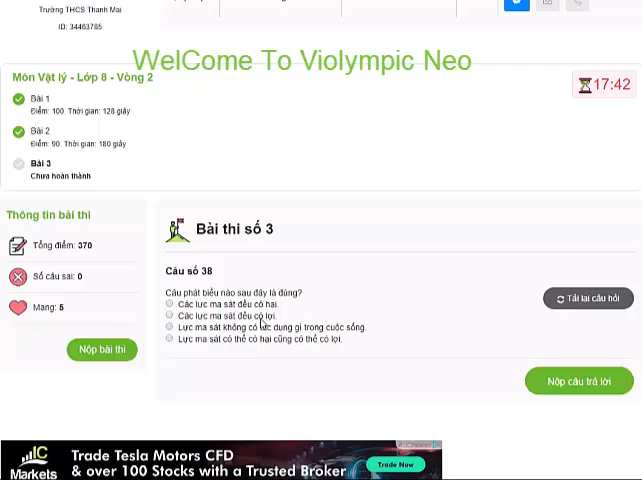 Trường THCS Thanh Mai
ID: 34463785
WelCome To Violympic Neo
Môn Vật lý - Lớp 8 - Vòng 2
17:42
Bài 1
Điểm: 100. Thời gian: 128 giây
Bài 2
Điểm: 90. Thời gian: 180 giây
Bài 3
Chưa hoàn thành
Thông tin bài thi
Tổng điểm: 370
Số câu sai: 0
Mạng: 5
Nộp bài thi
Bài thi số 3
Câu số 38
Tải lại câu hỏi
Câu phát biểu nào sau đây là đúng?
Các lực ma sát đều có hại.
Các lực ma sát đều có lợi.
Lực ma sát không có tác dụng gì trong cuộc sống.
Lực ma sát có thể có hại cũng có thể có lợi.
Nộp câu trả lời
IC Markets
Trade Tesla Motors CFD
& over 100 Stocks with a Trusted Broker
Trade Now